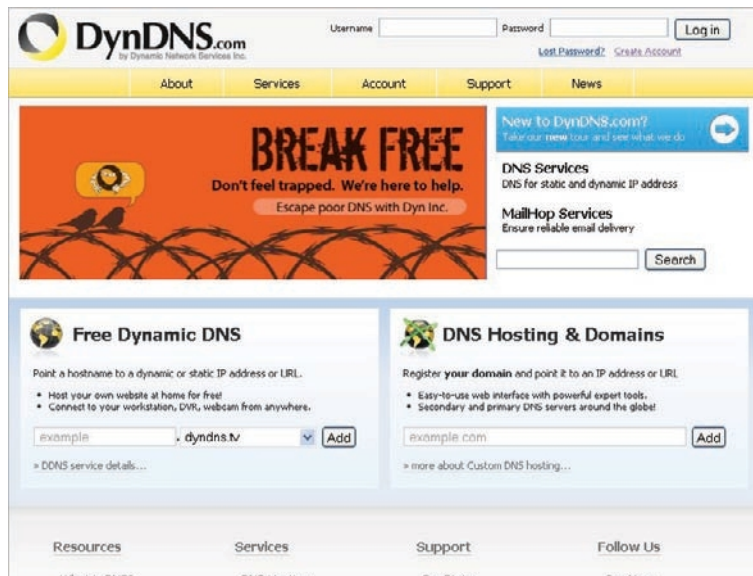 DynDNS.com
by Dynamic Network Services Inc.
Username
Password
Log in
Lost Password? Create Account
About Services Account Support News
BREAK FREE
Don't feel trapped. We're here to help.
Escape poor DNS with Dyn Inc.
New to DynDNS.com?
Take our new tour and see what we do
DNS Services
DNS for static and dynamic IP address
MailHop Services
Ensure reliable email delivery
Search
Free Dynamic DNS
Point a hostname to a dynamic or static IP address or URL.
• Host your own website at home for free!
• Connect to your workstation, DVR, webcam from anywhere.
example . dyndns.tv Add
» DDNS service details...
DNS Hosting & Domains
Register your domain and point it to an IP address or URL
• Easy-to-use web interface with powerful expert tools.
• Secondary and primary DNS servers around the globe!
example.com Add
» more about Custom DNS hosting...
Resources Services Support Follow Us